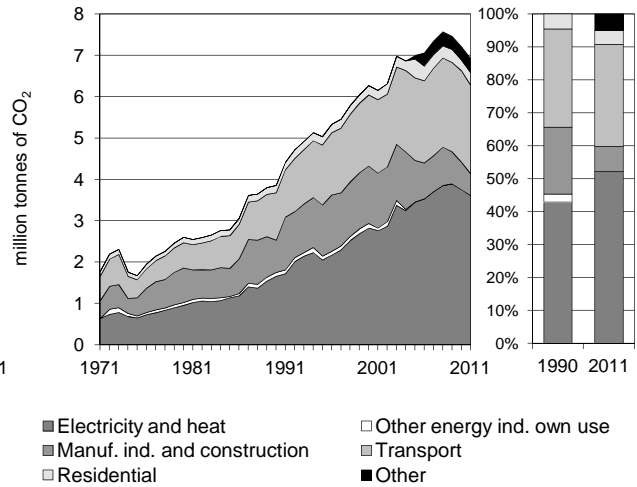 million tonnes of CO2
8
7
6
5
4
3
2
1
0
1971 1981 1991 2001 2011
100%
90%
80%
70%
60%
50%
40%
30%
20%
10%
0%
1990 2011
1
Electricity and heat
Other energy ind. own use
Manuf. ind. and construction
Transport
Residential
Other